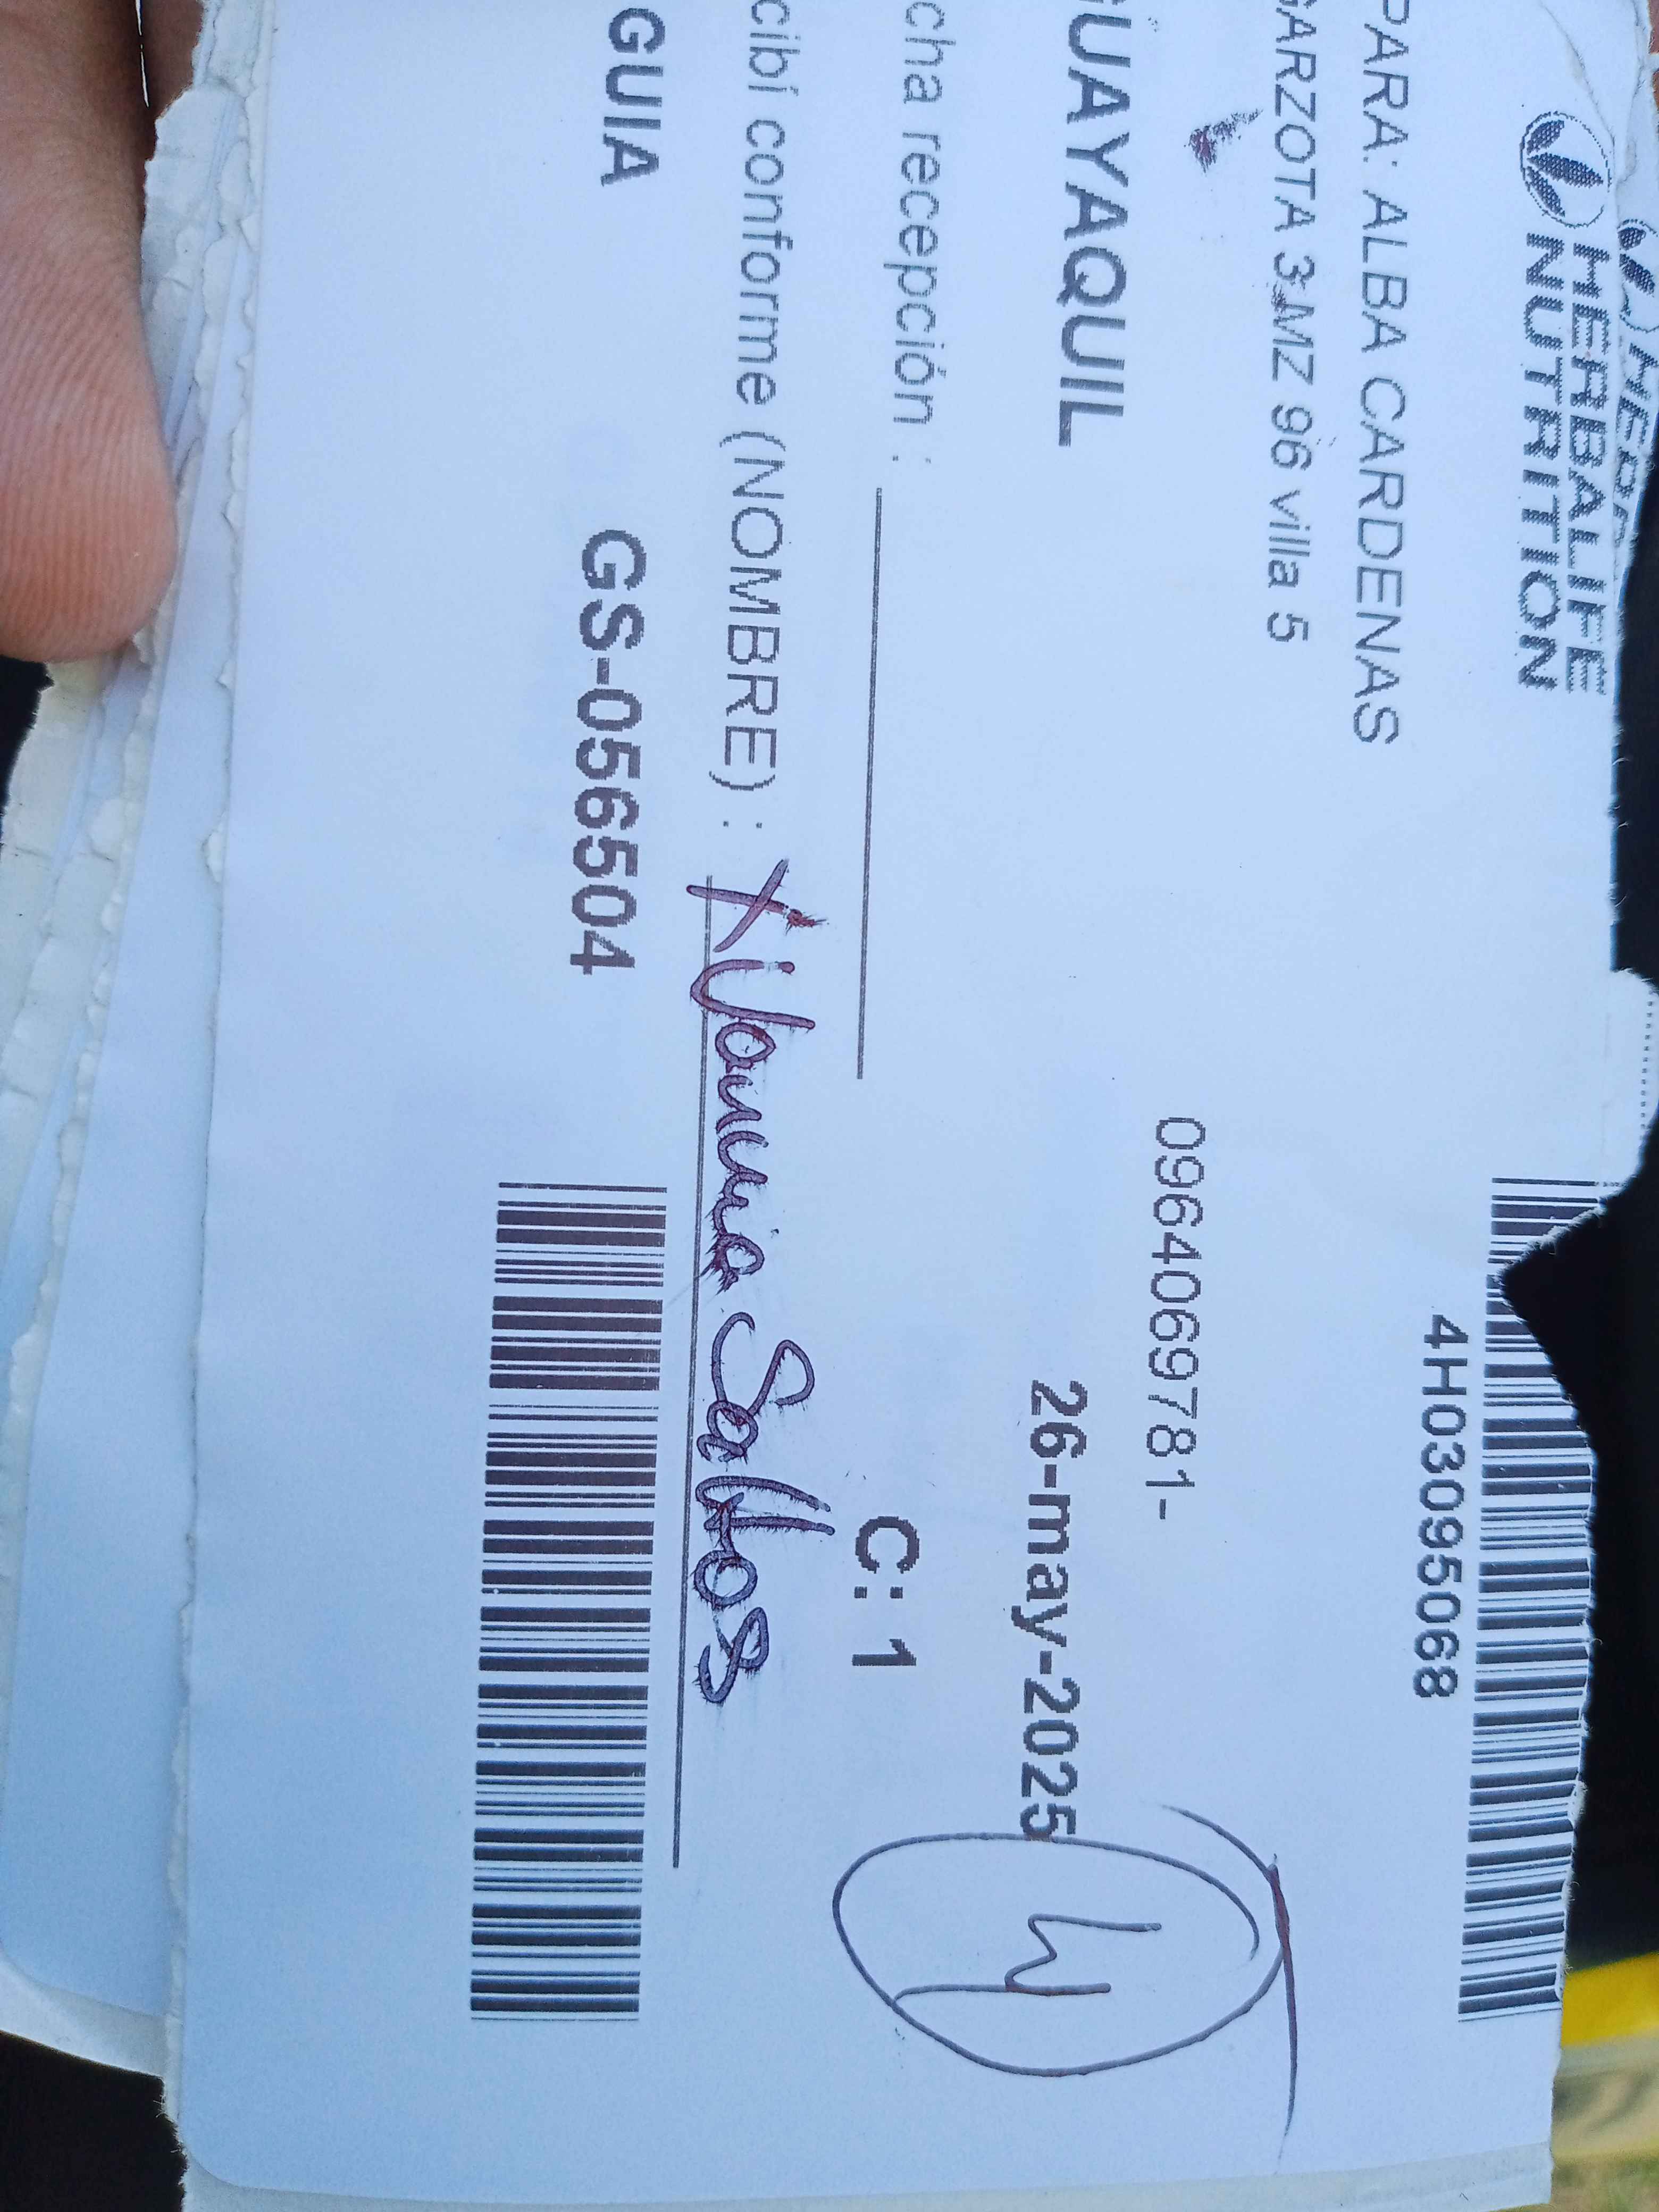 HERBA
HERBALIFE
NUTRITION
4H03095068
PARA: ALBA CARDENAS
GARZOTA 3 MZ 96 villa 5
0964069781-
GUAYAQUIL
26-may-2025
cha recepción :
C: 1
cibí conforme (NOMBRE) : X
GUIA GS-056504